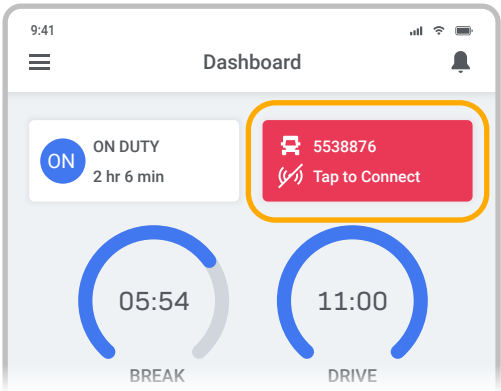 9:41
Dashboard
ON
ON DUTY
2 hr 6 min
5538876
Tap to Connect
05:54
11:00
BREAK
DRIVE